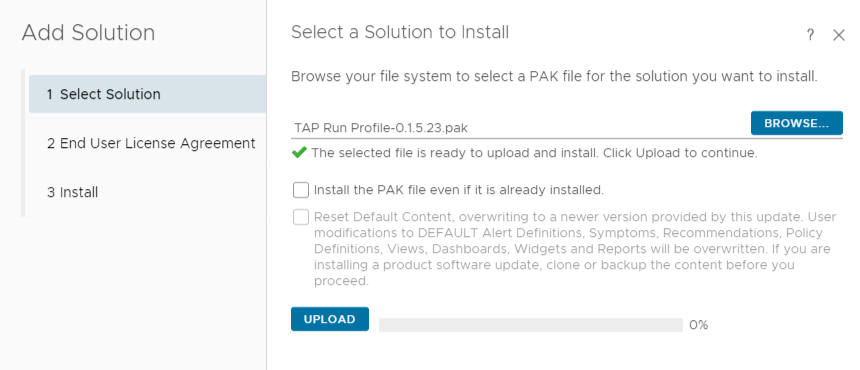 Add Solution
1 Select Solution
2 End User License Agreement
3 Install
Select a Solution to Install
?
Browse your file system to select a PAK file for the solution you want to install.
TAP Run Profile-0.1.5.23.pak
BROWSE...
The selected file is ready to upload and install. Click Upload to continue.
Install the PAK file even if it is already installed.
Reset Default Content, overwriting to a newer version provided by this update. User
modifications to DEFAULT Alert Definitions, Symptoms, Recommendations, Policy
Definitions, Views, Dashboards, Widgets and Reports will be overwritten. If you are
installing a product software update, clone or backup the content before you
proceed.
UPLOAD
0%